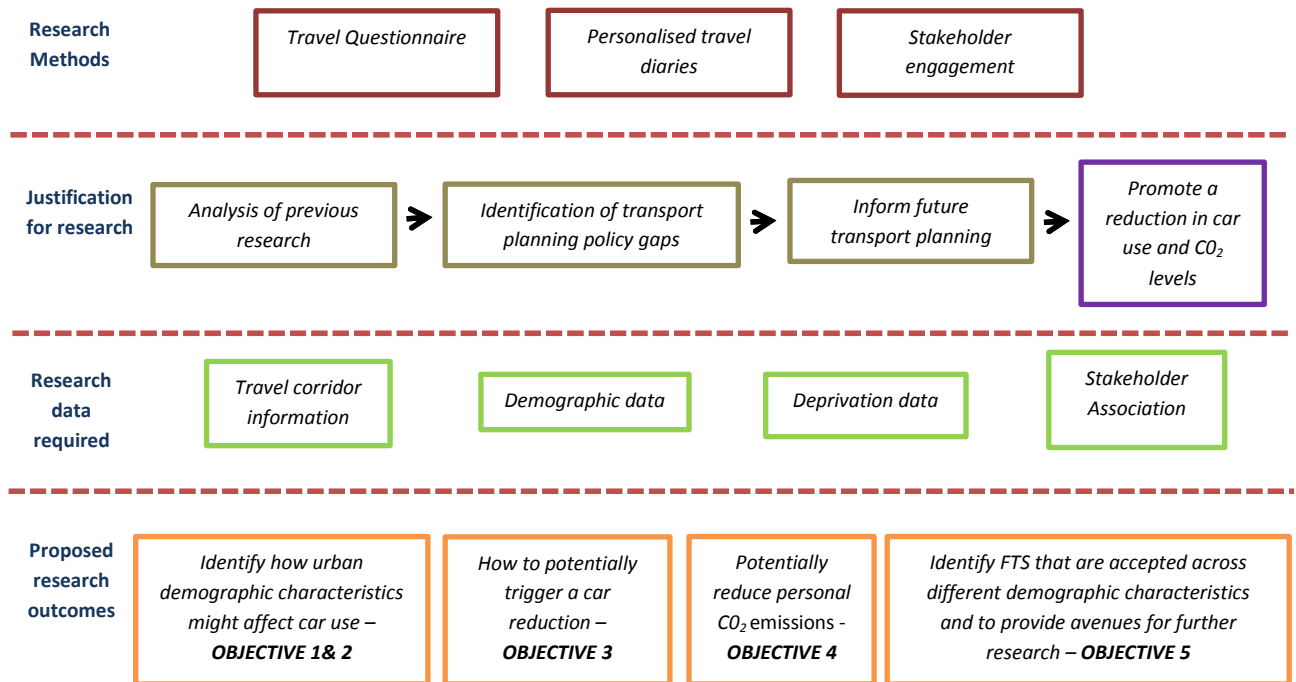 Research
Methods
Travel Questionnaire
Personalised travel
diaries
Stakeholder
engagement
Justification
for research
Analysis of previous
research
Identification of transport
planning policy gaps
Inform future
transport planning
Promote a
reduction in car
use and C0₂
levels
Research
data
required
Travel corridor
information
Demographic data
Deprivation data
Stakeholder
Association
Proposed
research
outcomes
Identify how urban
demographic characteristics
might affect car use –
OBJECTIVE 1& 2
How to potentially
trigger a car
reduction –
OBJECTIVE 3
Potentially
reduce personal
C0₂ emissions -
OBJECTIVE 4
Identify FTS that are accepted across
different demographic characteristics
and to provide avenues for further
research – OBJECTIVE 5